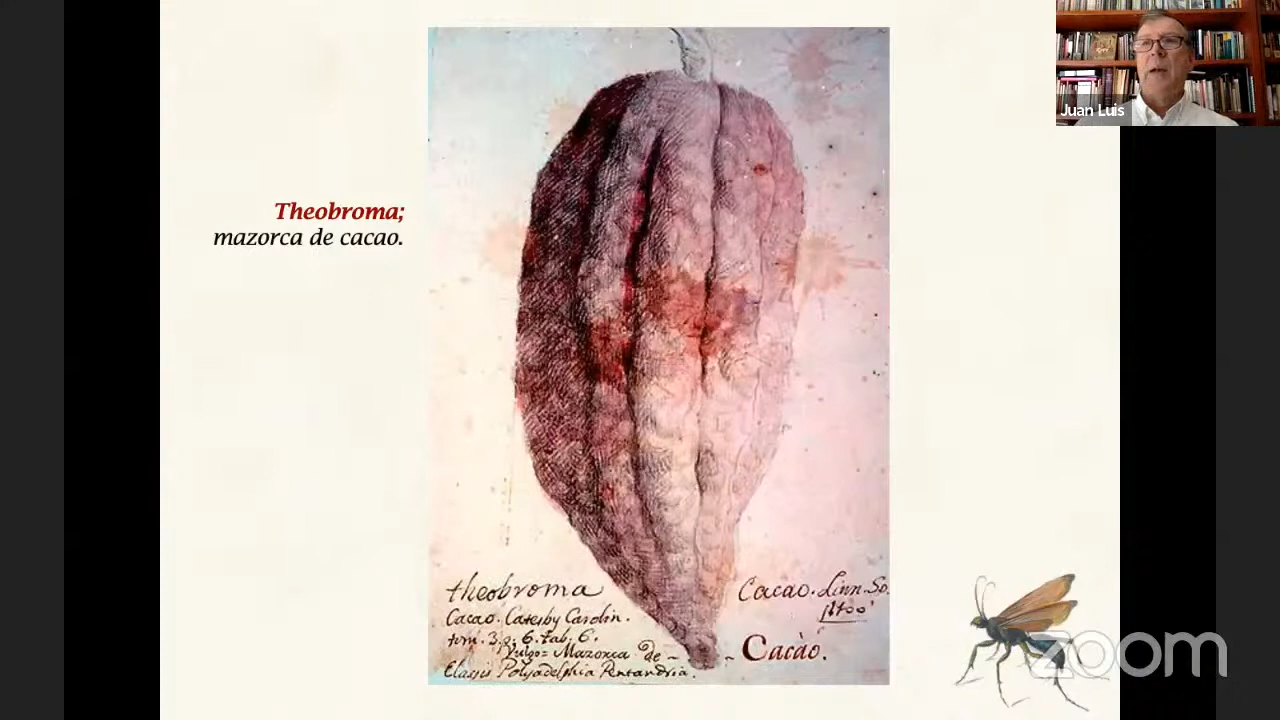 Juan Luis
Theobroma;
mazorca de cacao.
theobroma
Cacao. Catesby Carolin.
tom. 3. p. 6. tab. 6.
Vulgo= Mazorca de
Classis Polyadelphia Pentandria.
Cacao. Linn. So.
Cacào.
zoom